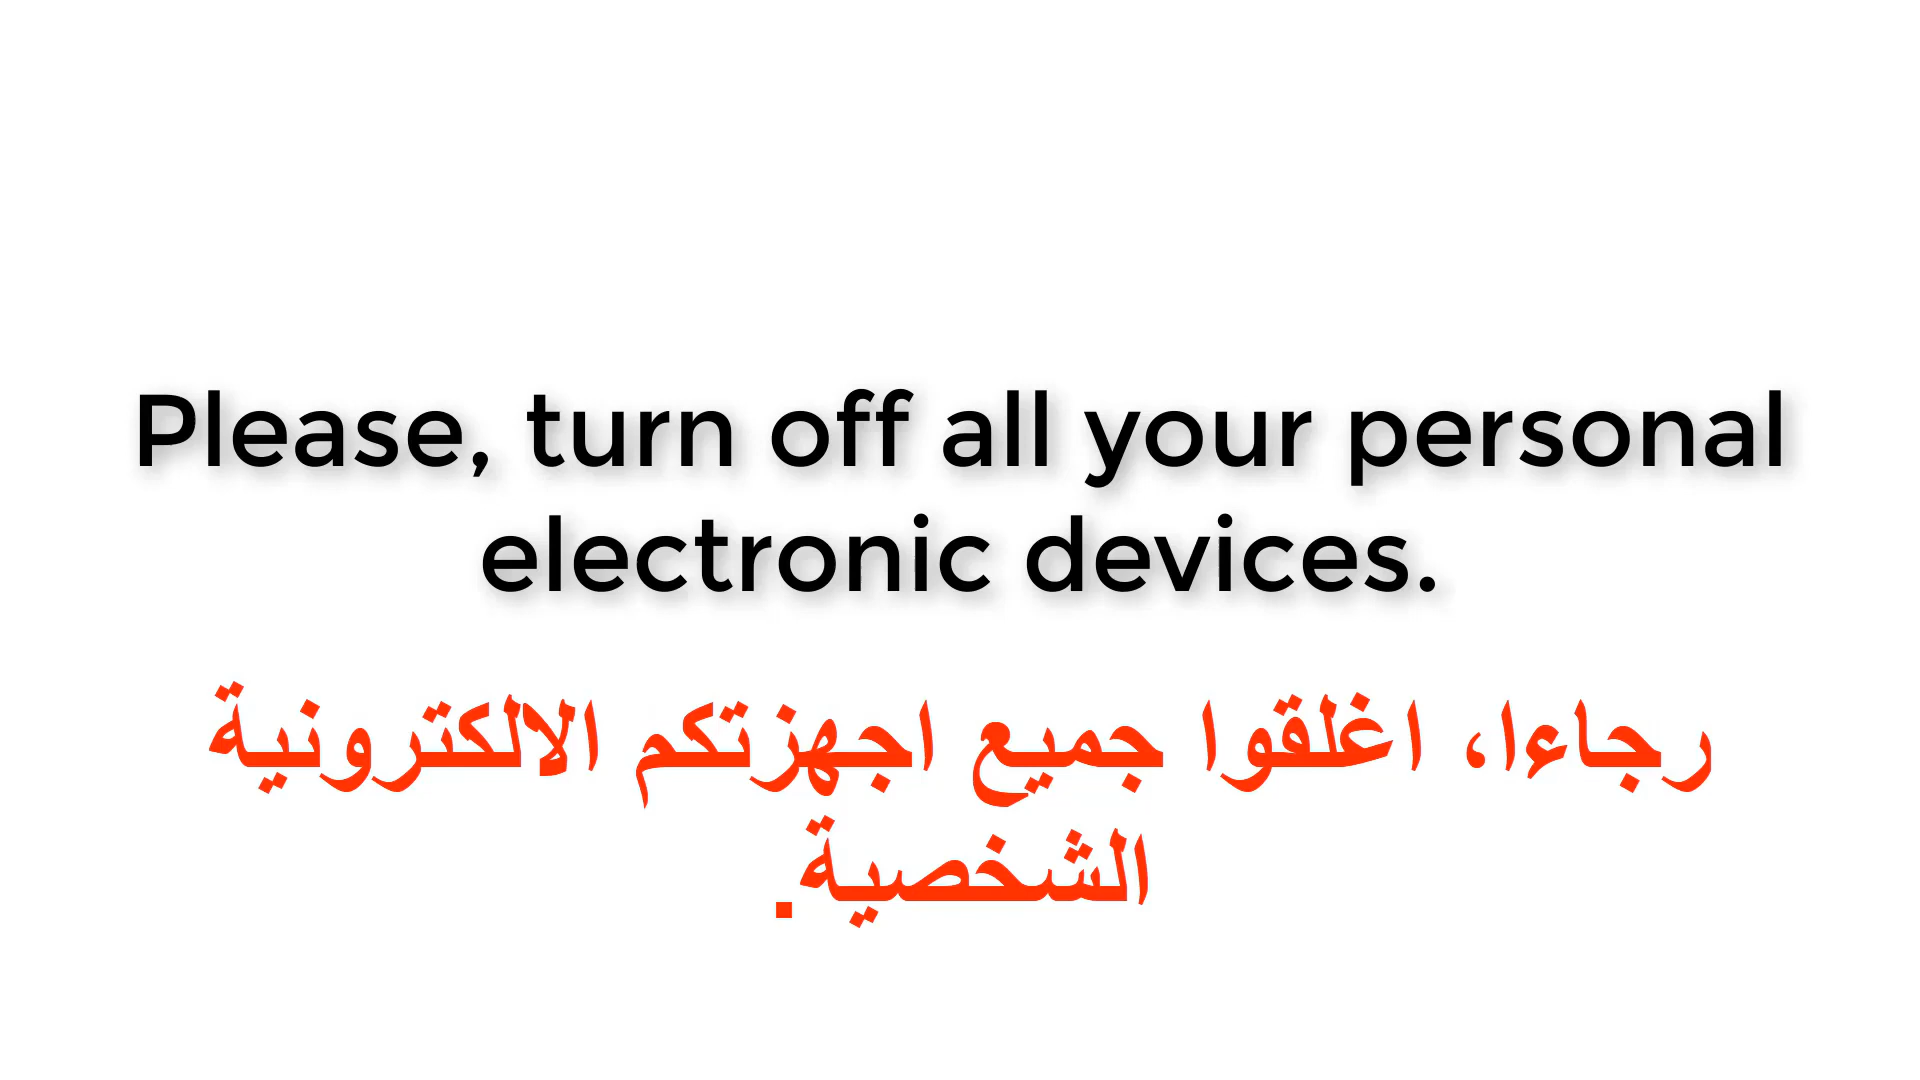 Please, turn off all your personal
electronic devices.
رجاءا، اغلقوا جميع اجهزتكم الالكترونية
الشخصية.